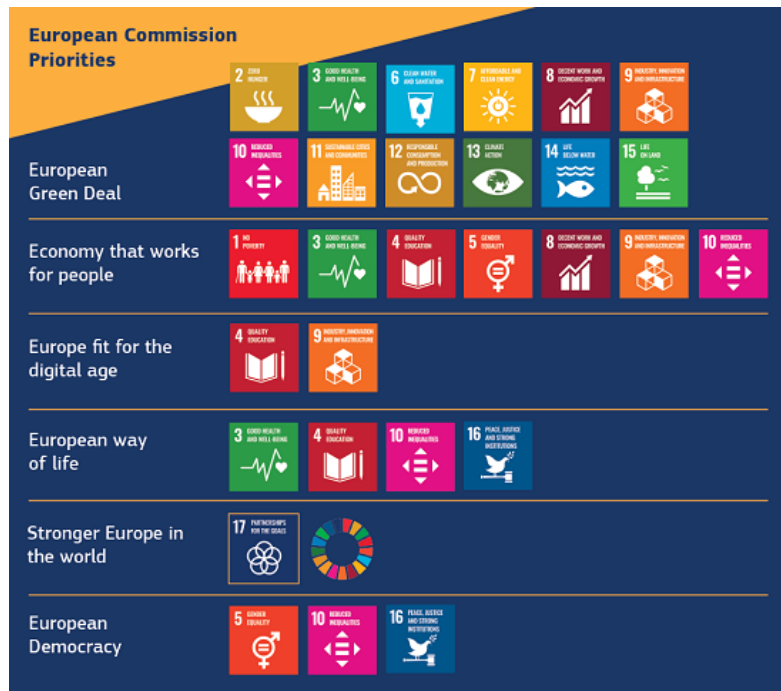 European Commission
Priorities
2 ZERO
HUNGER
3 GOOD HEALTH
AND WELL-BEING
6 CLEAN WATER
AND SANITATION
7 AFFORDABLE AND
CLEAN ENERGY
8 DECENT WORK AND
ECONOMIC GROWTH
9 INDUSTRY, INNOVATION
AND INFRASTRUCTURE
European
Green Deal
10 REDUCED
INEQUALITIES
11 SUSTAINABLE CITIES
AND COMMUNITIES
12 RESPONSIBLE
CONSUMPTION
AND PRODUCTION
13 CLIMATE
ACTION
14 LIFE
BELOW WATER
15 LIFE
ON LAND
Economy that works
for people
1 NO
POVERTY
3 GOOD HEALTH
AND WELL-BEING
4 QUALITY
EDUCATION
5 GENDER
EQUALITY
8 DECENT WORK AND
ECONOMIC GROWTH
9 INDUSTRY, INNOVATION
AND INFRASTRUCTURE
10 REDUCED
INEQUALITIES
Europe fit for the
digital age
4 QUALITY
EDUCATION
9 INDUSTRY, INNOVATION
AND INFRASTRUCTURE
European way
of life
3 GOOD HEALTH
AND WELL-BEING
4 QUALITY
EDUCATION
10 REDUCED
INEQUALITIES
16 PEACE, JUSTICE
AND STRONG
INSTITUTIONS
Stronger Europe in
the world
17 PARTNERSHIPS
FOR THE GOALS
European
Democracy
5 GENDER
EQUALITY
10 REDUCED
INEQUALITIES
16 PEACE, JUSTICE
AND STRONG
INSTITUTIONS